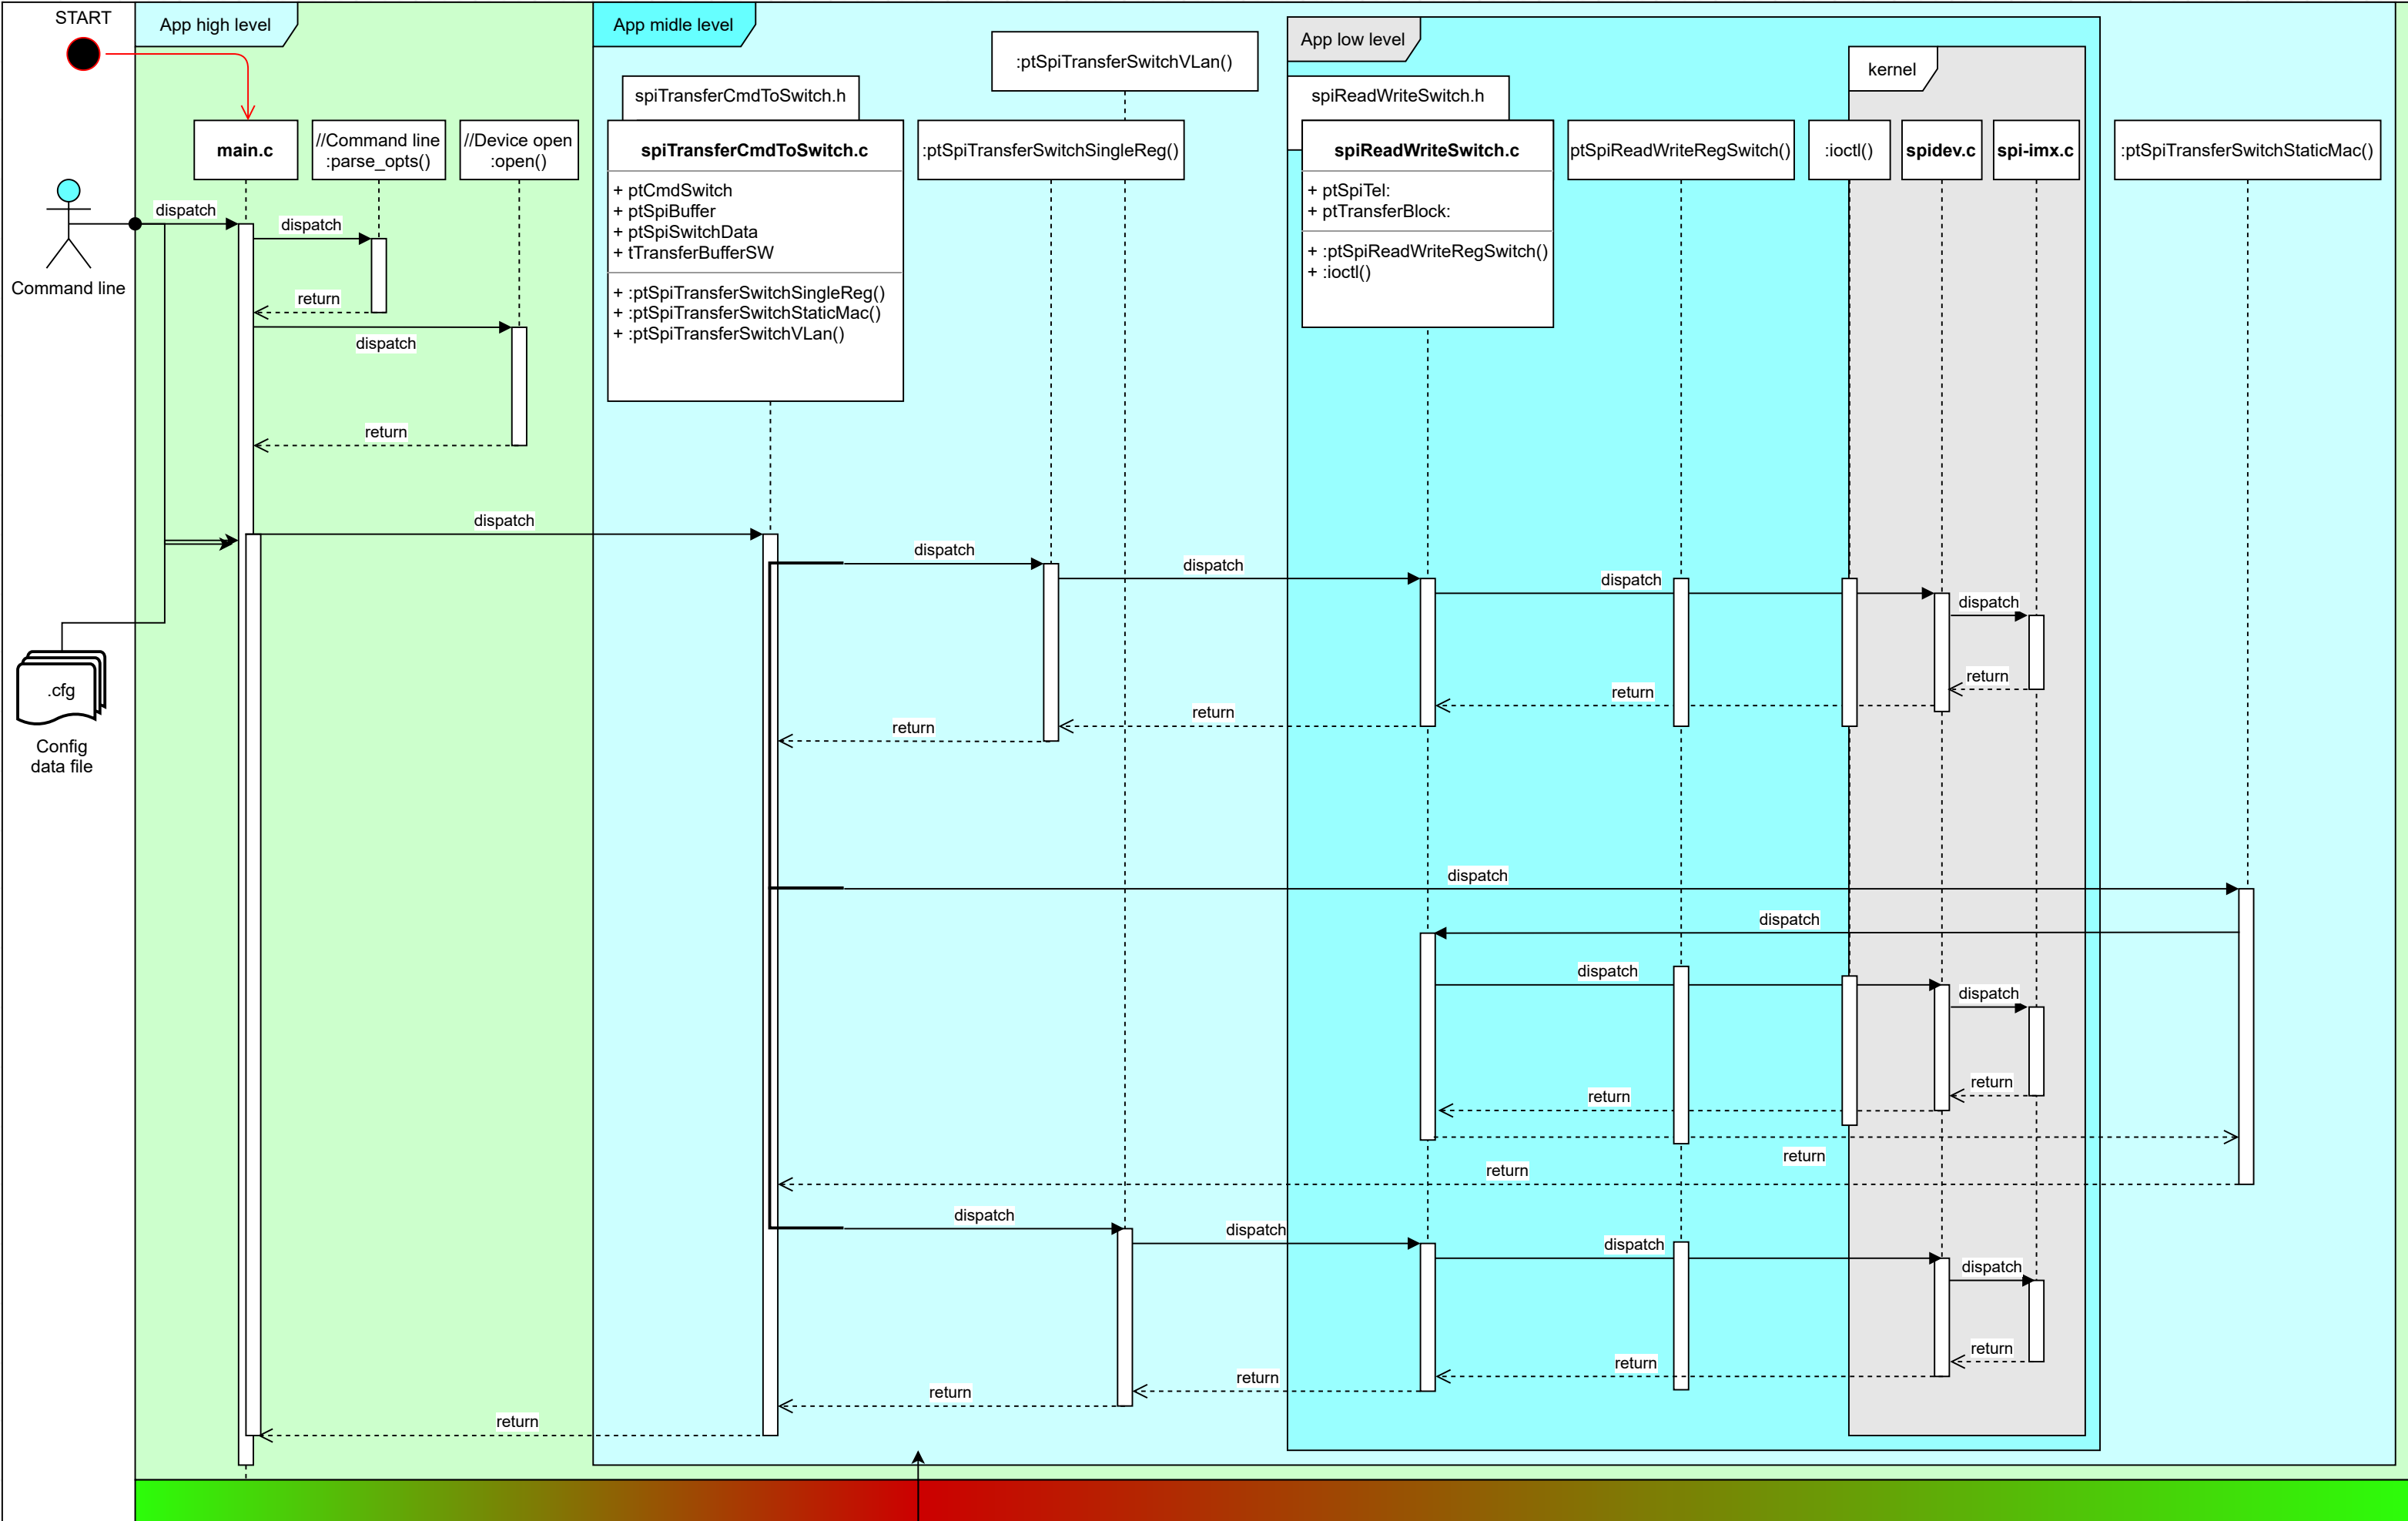 START
App high level
App midle level
:ptSpiTransferSwitchVLan()
App low level
kernel
spiTransferCmdToSwitch.h
spiReadWriteSwitch.h
main.c
//Command line
:parse_opts()
//Device open
:open()
spiTransferCmdToSwitch.c
:ptSpiTransferSwitchSingleReg()
spiReadWriteSwitch.c
ptSpiReadWriteRegSwitch()
:ioctl()
spidev.c
spi-imx.c
:ptSpiTransferSwitchStaticMac()
+ ptCmdSwitch
+ ptSpiBuffer
+ ptSpiSwitchData
+ tTransferBufferSW
+ :ptSpiTransferSwitchSingleReg()
+ :ptSpiTransferSwitchStaticMac()
+ :ptSpiTransferSwitchVLan()
+ ptSpiTel:
+ ptTransferBlock:
+ :ptSpiReadWriteRegSwitch()
+ :ioctl()
dispatch
dispatch
Command line
return
dispatch
return
dispatch
dispatch
dispatch
dispatch
dispatch
return
return
return
return
.cfg
Config
data file
dispatch
dispatch
dispatch
dispatch
return
return
return
return
dispatch
dispatch
dispatch
dispatch
return
return
return
return
return